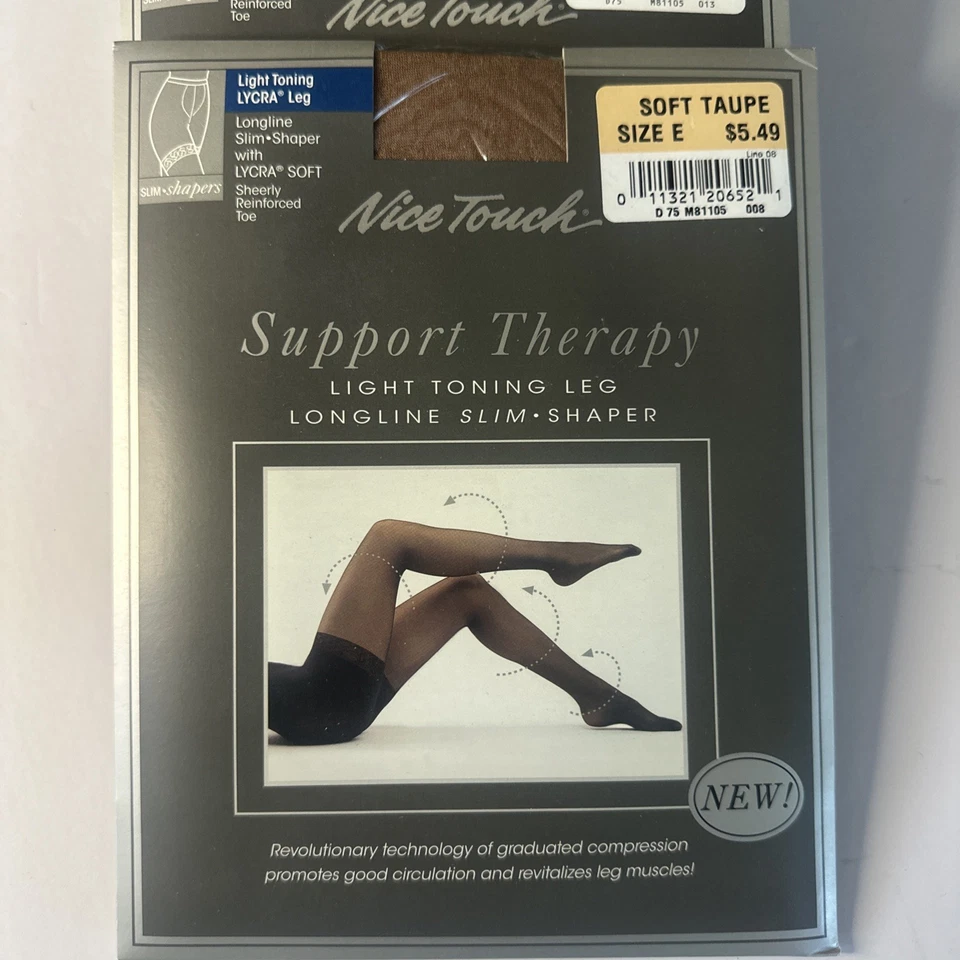 Reinforced
Toe
Nice Touch
D75 M81105 013
Light Toning
LYCRA® Leg
Longline
Slim•Shaper
with
LYCRA® SOFT
Sheerly
Reinforced
Toe
SLIM•shapers
SOFT TAUPE
SIZE E $5.49
Line 08
0 11321 20652 1
D 75 M81105 008
Nice Touch
Support Therapy
LIGHT TONING LEG
LONGLINE SLIM•SHAPER
NEW!
Revolutionary technology of graduated compression
promotes good circulation and revitalizes leg muscles!